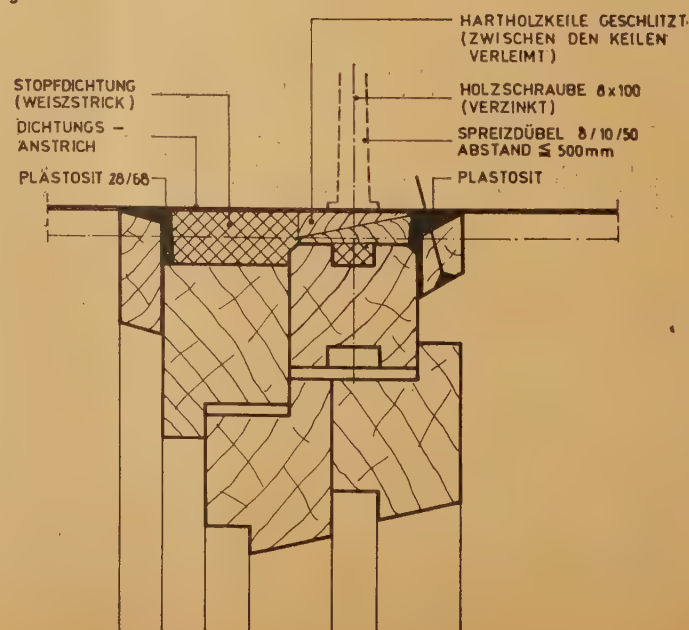 STOPFDICHTUNG
(WEISZSTRICK)
DICHTUNGS –
ANSTRICH
PLASTOSIT 28/68
HARTHOLZKEILE GESCHLITZT
(ZWISCHEN DEN KEILEN
VERLEIMT)
HOLZSCHRAUBE 8x100
(VERZINKT)
SPREIZDÜBEL 8/10/50
ABSTAND ≦ 500mm
PLASTOSIT